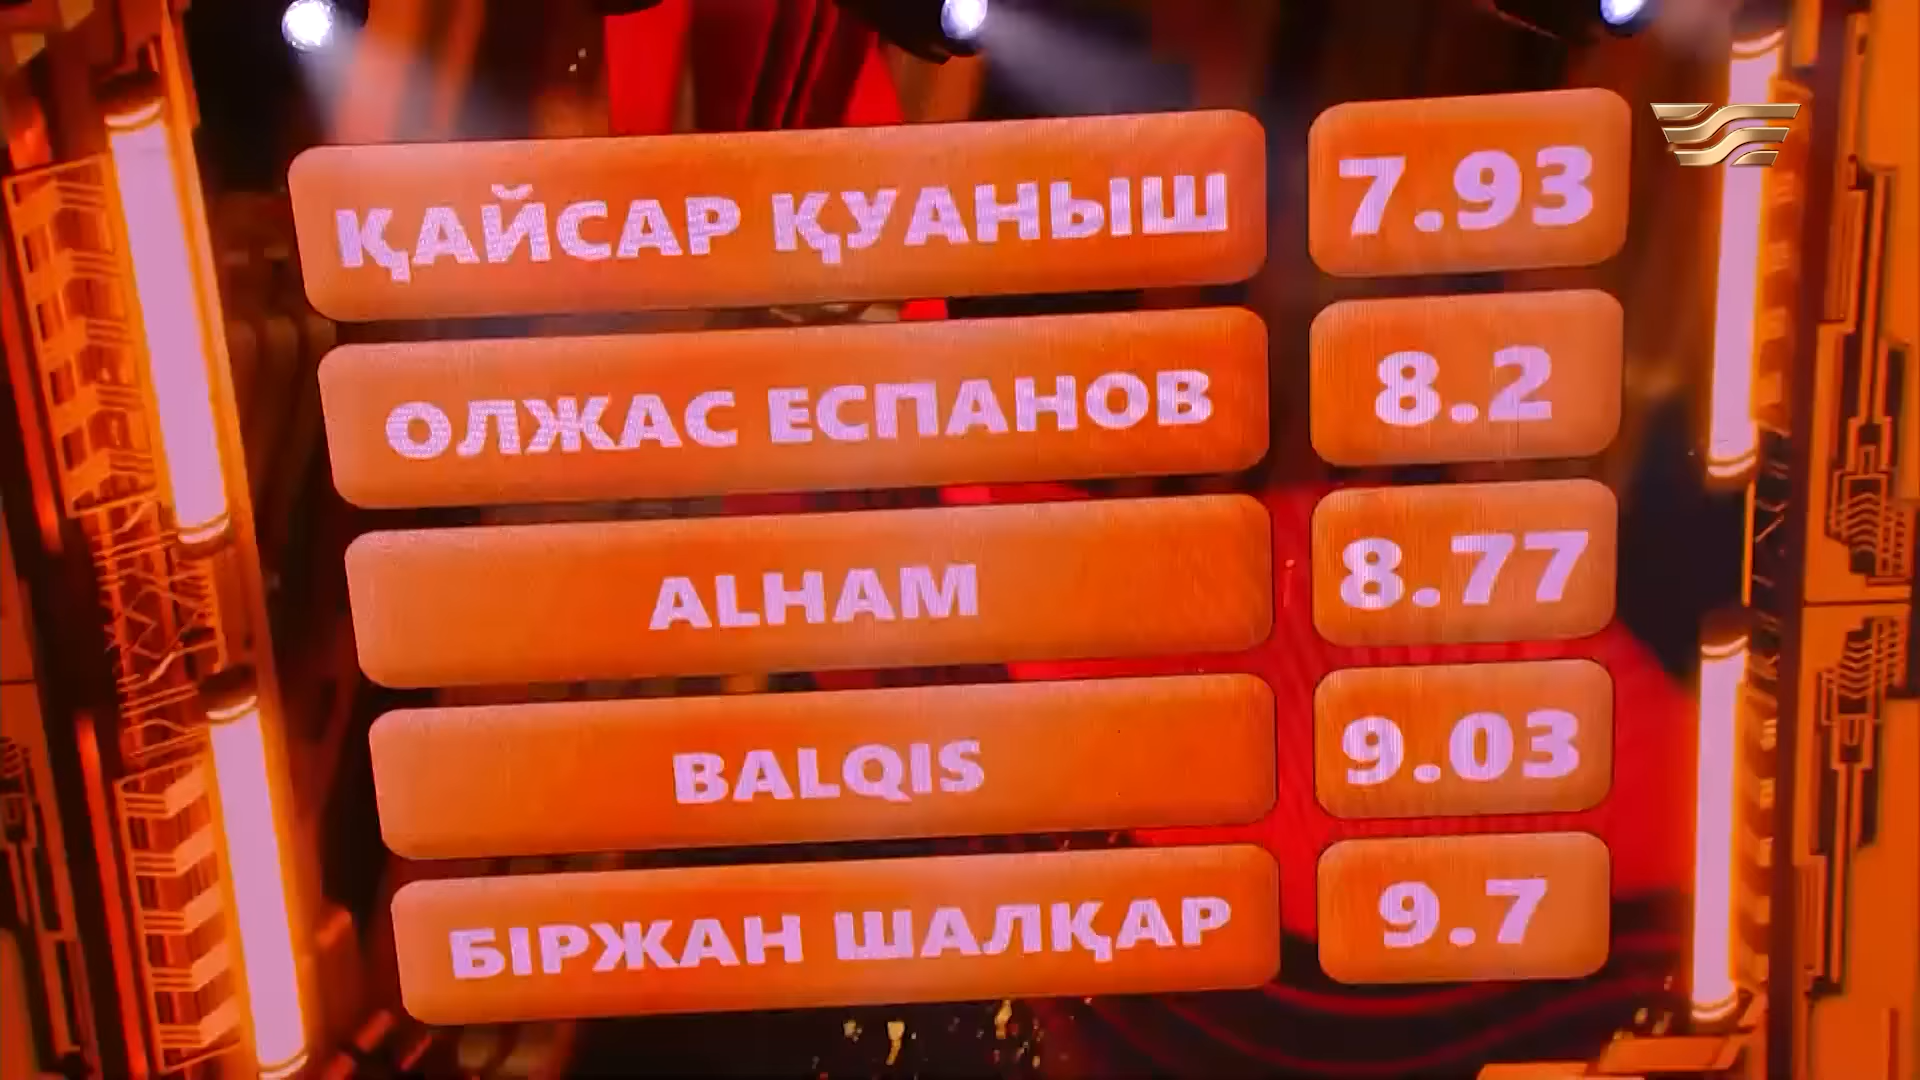 ҚАЙСАР ҚУАНЫШ 7.93
ОЛЖАС ЕСПАНОВ 8.2
ALHAM 8.77
BALQIS 9.03
БІРЖАН ШАЛҚАР 9.7